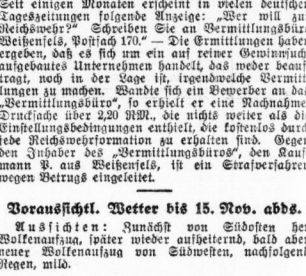 Seit einigen Monaten erscheint in vielen deutschen
Tageszeitungen folgende Anzeige: „Wer will zur
Reichswehr?“ Schreiben Sie an Vermittlungsbüro
Weißenfels, Postfach 170.“ — Die Ermittlungen haben
ergeben, daß es sich um ein auf reiner Gewinnsucht
aufgebautes Unternehmen handelt, das weder beauf-
tragt, noch in der Lage ist, irgendwelche Vermitt-
lungen zu machen. Wandte sich ein Bewerber an das
„Vermittlungsbüro“, so erhielt er eine Nachnahme-
Drucksache über 2,20 RM., die nichts weiter als die
Einstellungsbedingungen enthielt, die kostenlos durch
jede Reichswehrformation zu erhalten sind. Gegen
den Inhaber des „Vermittlungsbüros“, den Kauf-
mann P. aus Weißenfels, ist ein Strafverfahren
wegen Betrugs eingeleitet.
Voraussichtl. Wetter bis 15. Nov. abds.
Aussichten: Zunächst von Südosten her
Wolkenaufzug, später wieder aufheiternd, bald aber
neuer Wolkenaufzug von Südwesten, nachfolgend
Regen, mild.